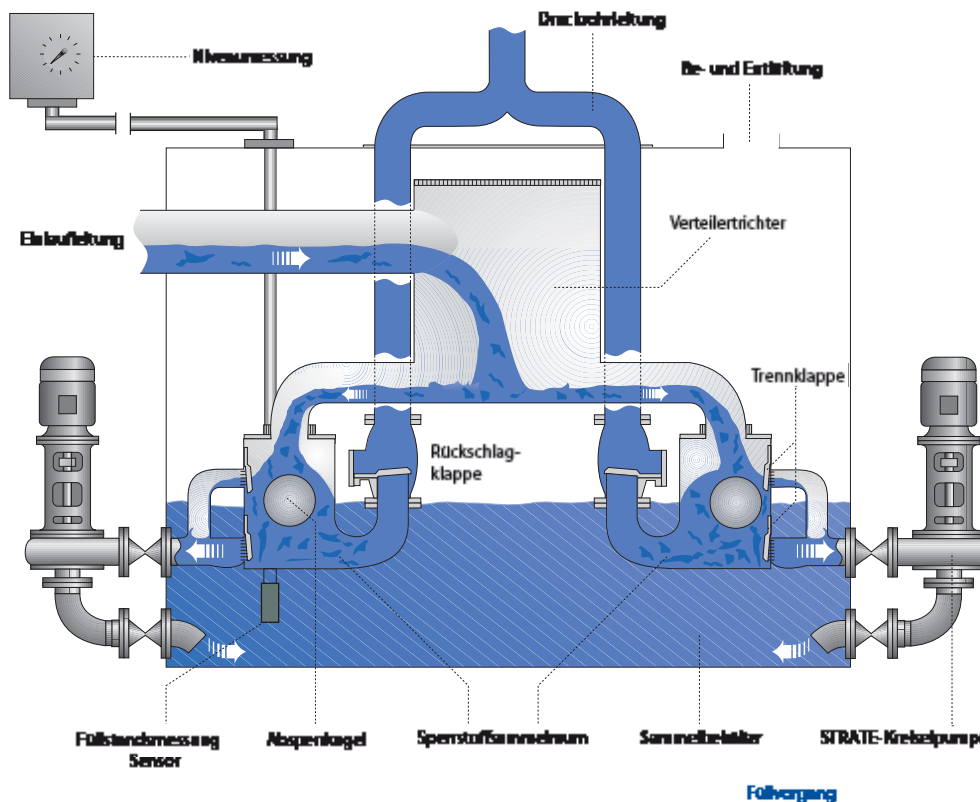 Druckrohrleitung
Niveaumessung
Be- und Entlüftung
Verteilertrichter
Einlaufleitung
Trennklappe
Rückschlag-
klappe
Füllstandsmessung
Sensor
Absperrkugel
Sperrstoffsammelraum
Sammelbehälter
STRATE-Kreiselpumpe
Füllvorgang